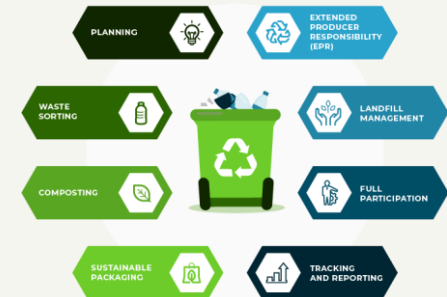 PLANNING
EXTENDED
PRODUCER
RESPONSIBILITY
(EPR)
WASTE
SORTING
LANDFILL
MANAGEMENT
COMPOSTING
FULL
PARTICIPATION
SUSTAINABLE
PACKAGING
TRACKING
AND REPORTING